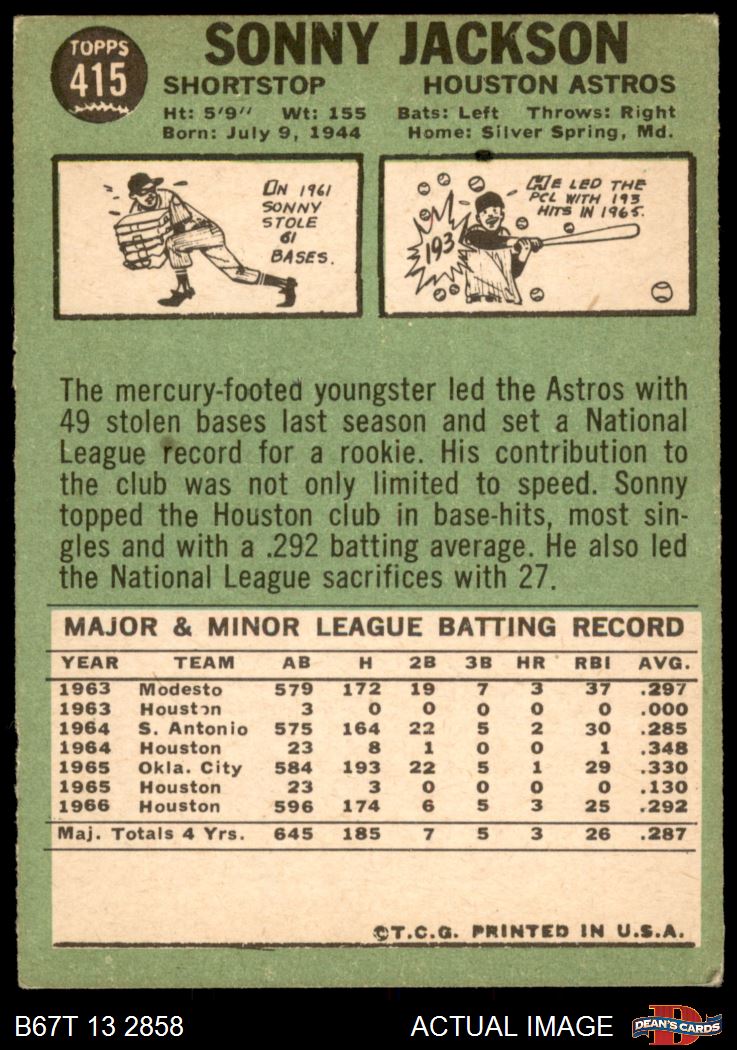 TOPPS
415
SONNY JACKSON
SHORTSTOP HOUSTON ASTROS
Ht: 5'9" Wt: 155 Bats: Left Throws: Right
Born: July 9, 1944 Home: Silver Spring, Md.
IN 1961
SONNY
STOLE
61
BASES.
193
HE LED THE
PCL WITH 193
HITS IN 1965.
The mercury-footed youngster led the Astros with
49 stolen bases last season and set a National
League record for a rookie. His contribution to
the club was not only limited to speed. Sonny
topped the Houston club in base-hits, most sin-
gles and with a .292 batting average. He also led
the National League sacrifices with 27.
MAJOR & MINOR LEAGUE BATTING RECORD
YEAR TEAM AB H 2B 3B HR RBI AVG.
1963 Modesto 579 172 19 7 3 37 .297
1963 Houston 3 0 0 0 0 0 .000
1964 S. Antonio 575 164 22 5 2 30 .285
1964 Houston 23 8 1 0 0 1 .348
1965 Okla. City 584 193 22 5 1 29 .330
1965 Houston 23 3 0 0 0 0 .130
1966 Houston 596 174 6 5 3 25 .292
Maj. Totals 4 Yrs. 645 185 7 5 3 26 .287
©T.C.G. PRINTED IN U.S.A.
B67T 13 2858 ACTUAL IMAGE
D
DEAN'S CARDS